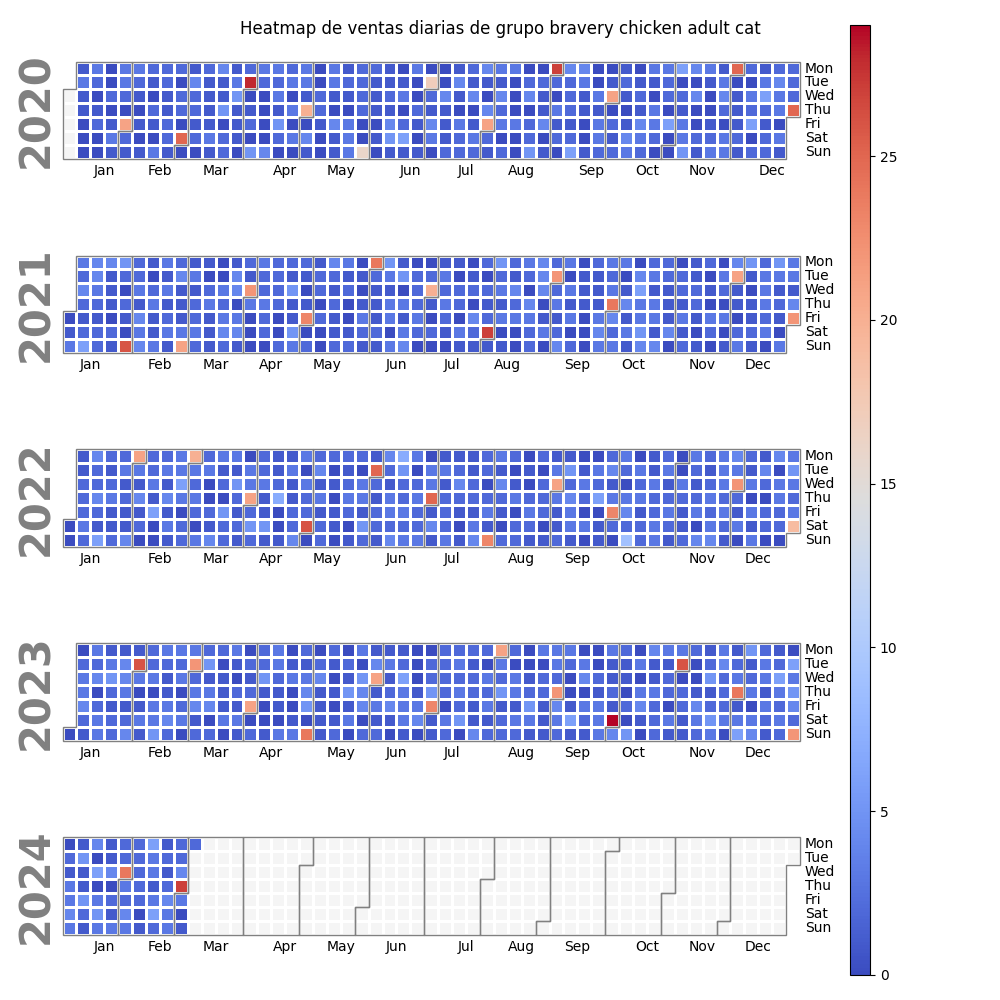 Heatmap de ventas diarias de grupo bravery chicken adult cat
2020
Mon
Tue
Wed
Thu
Fri
Sat
Sun
Jan Feb Mar Apr May Jun Jul Aug Sep Oct Nov Dec
2021
Mon
Tue
Wed
Thu
Fri
Sat
Sun
Jan Feb Mar Apr May Jun Jul Aug Sep Oct Nov Dec
2022
Mon
Tue
Wed
Thu
Fri
Sat
Sun
Jan Feb Mar Apr May Jun Jul Aug Sep Oct Nov Dec
2023
Mon
Tue
Wed
Thu
Fri
Sat
Sun
Jan Feb Mar Apr May Jun Jul Aug Sep Oct Nov Dec
2024
Mon
Tue
Wed
Thu
Fri
Sat
Sun
Jan Feb Mar Apr May Jun Jul Aug Sep Oct Nov Dec
25
20
15
10
5
0